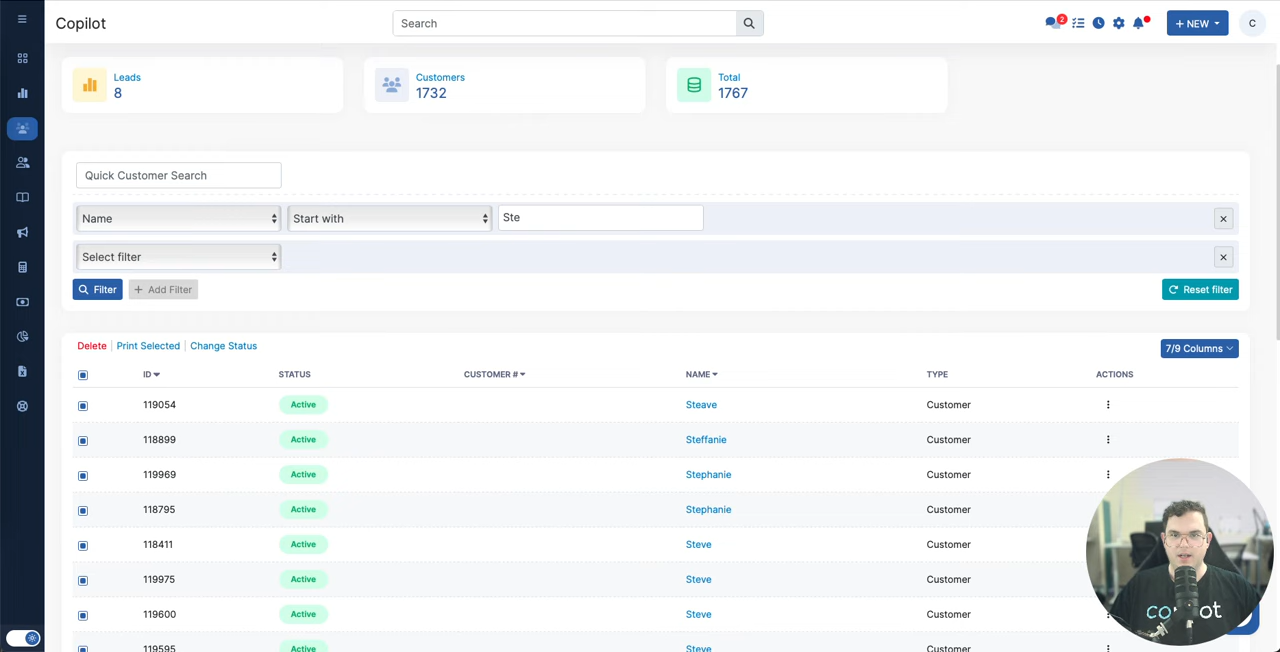 Copilot
Search
2
+ NEW
C
Leads
8
Customers
1732
Total
1767
Quick Customer Search
Name
Start with
Ste
Select filter
Filter
+ Add Filter
Reset filter
Delete | Print Selected | Change Status
7/9 Columns
ID STATUS CUSTOMER # NAME TYPE ACTIONS
119054 Active Steave Customer
118899 Active Steffanie Customer
119969 Active Stephanie Customer
118795 Active Stephanie Customer
118411 Active Steve Customer
119975 Active Steve Customer
119600 Active Steve Customer
119595 Active Steve Customer